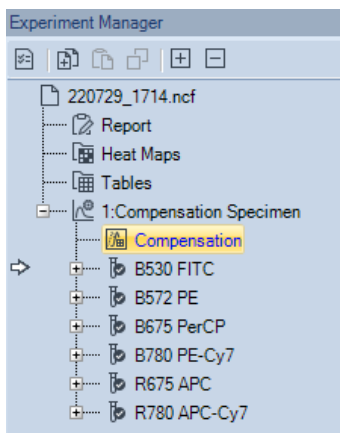 Experiment Manager
220729_1714.ncf
Report
Heat Maps
Tables
1:Compensation Specimen
Compensation
B530 FITC
B572 PE
B675 PerCP
B780 PE-Cy7
R675 APC
R780 APC-Cy7